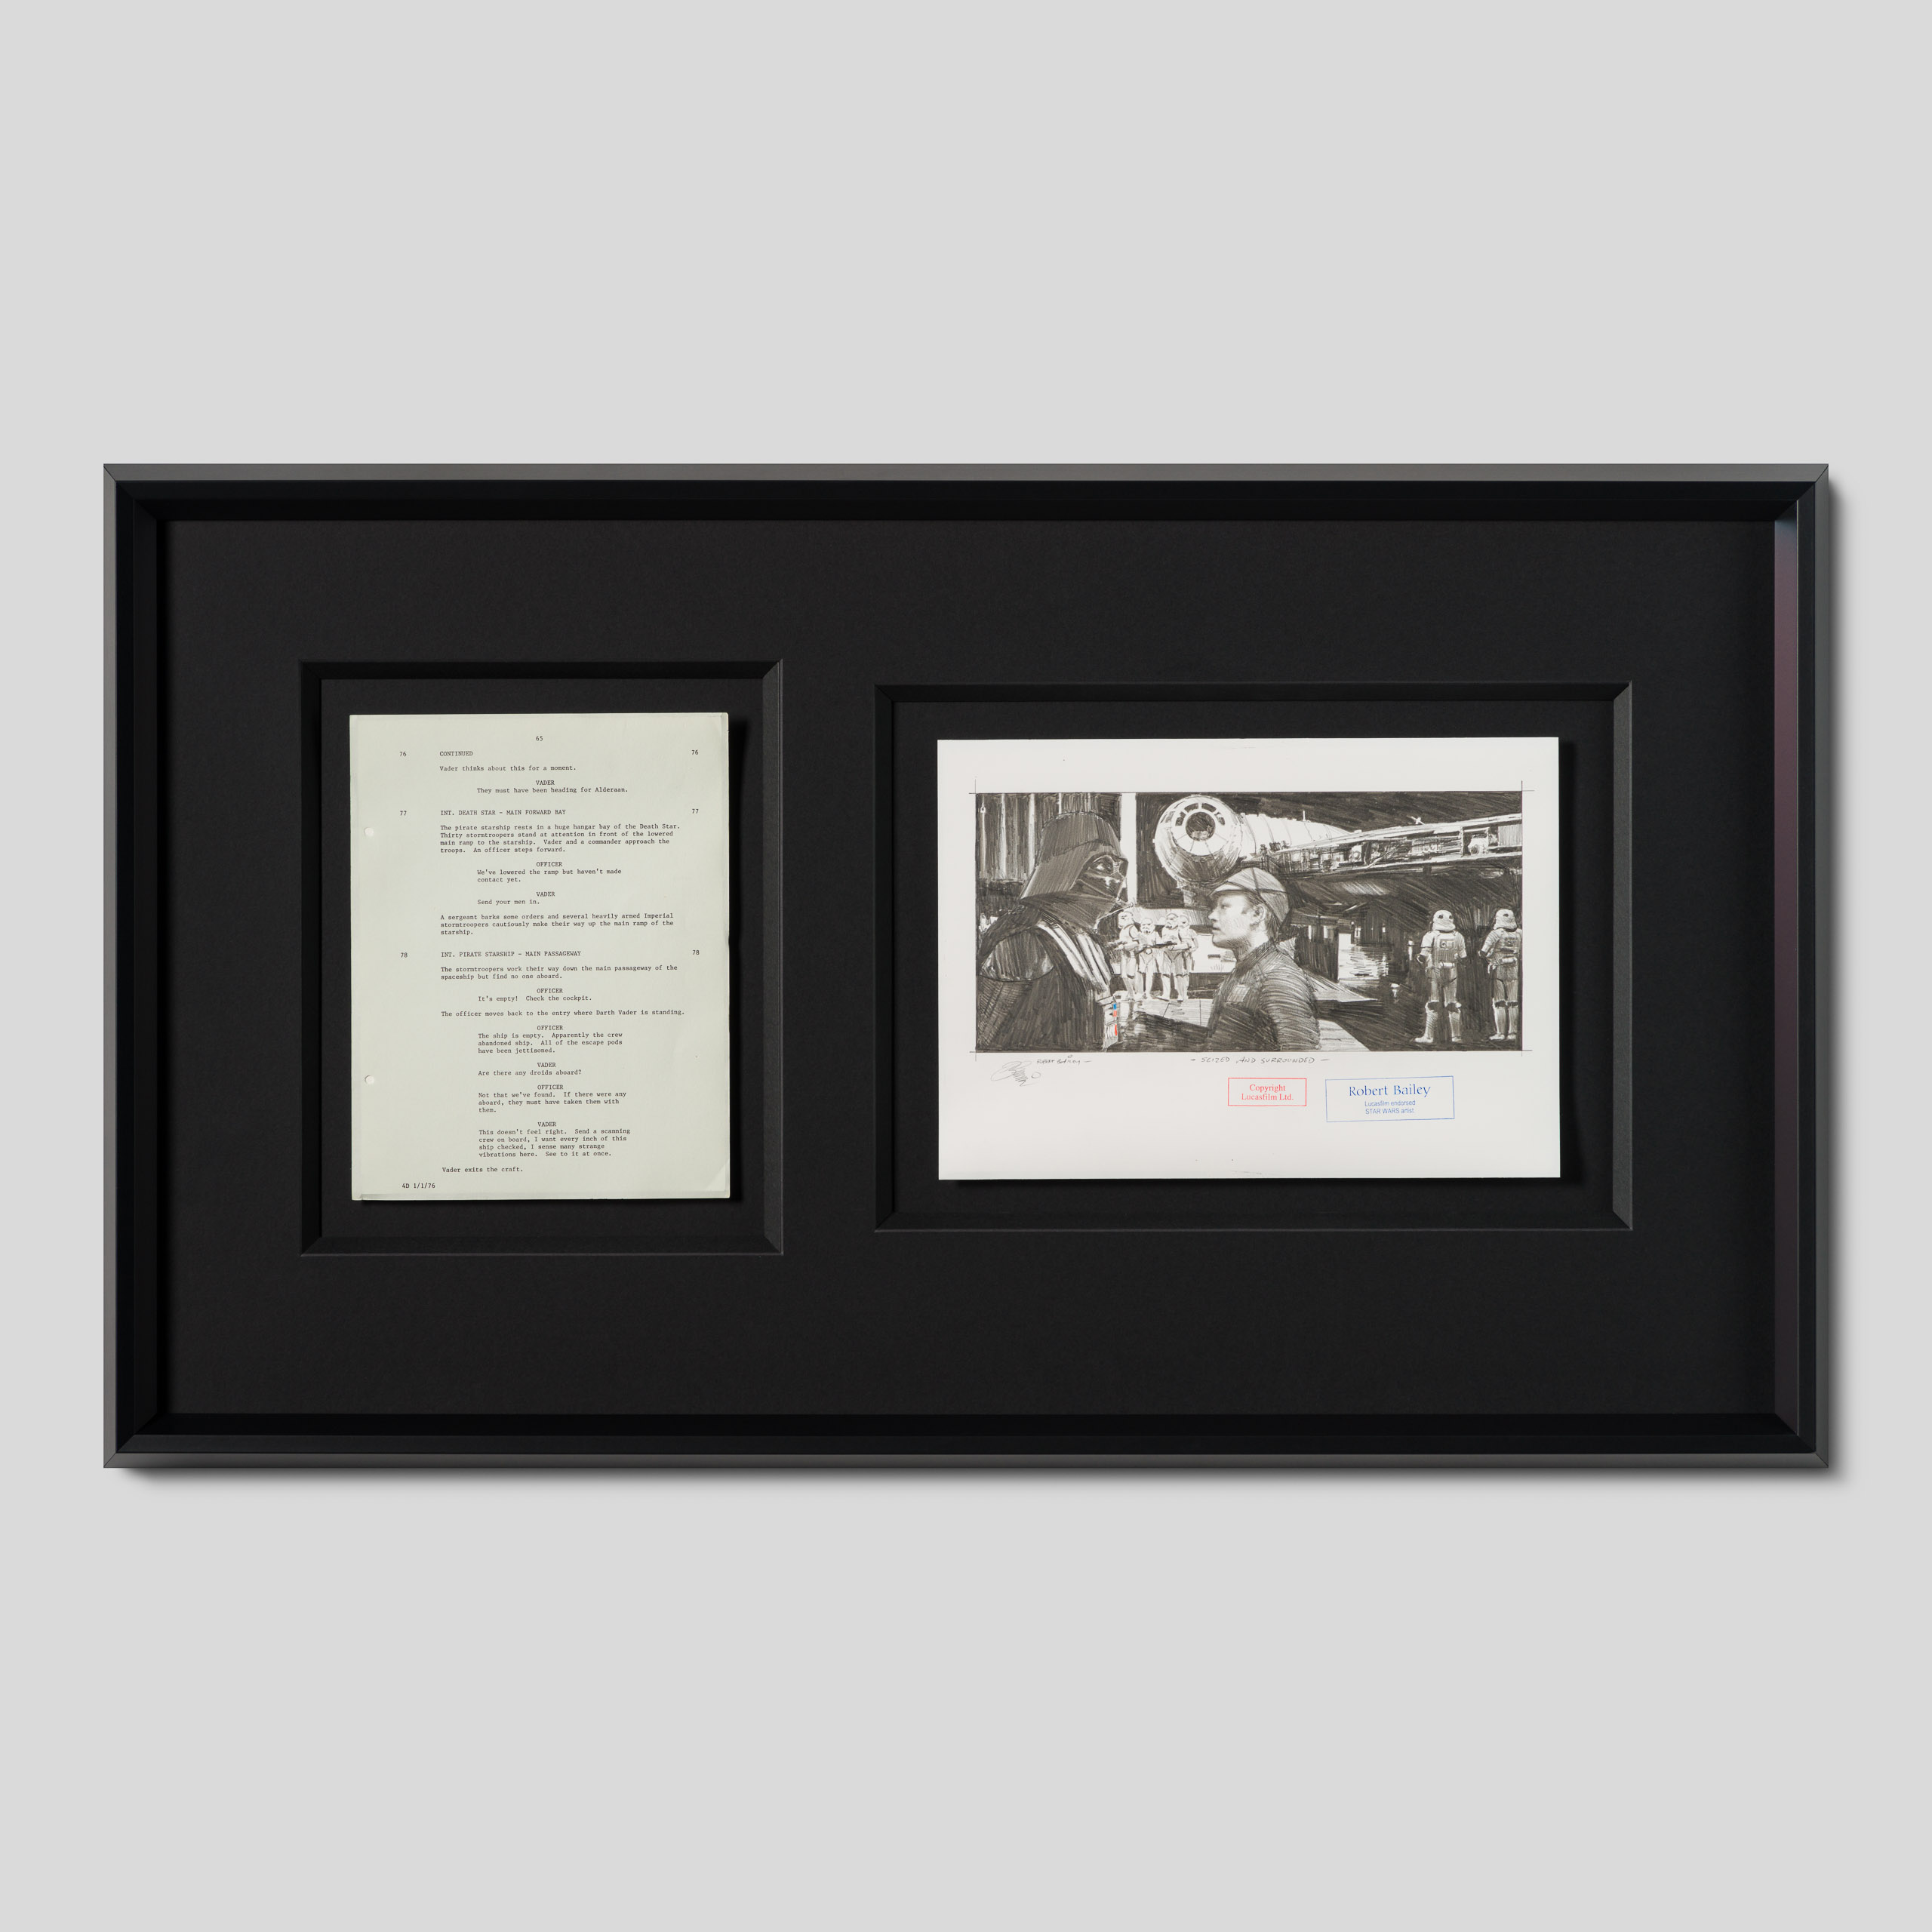 65
76 CONTINUED 76
Vader thinks about this for a moment.
VADER
They must have been heading for Alderaan.
77 INT. DEATH STAR - MAIN FORWARD BAY 77
The pirate starship rests in a huge hangar bay of the Death Star.
Thirty stormtroopers stand at attention in front of the lowered
main ramp to the starship. Vader and a commander approach the
troops. An officer steps forward.
OFFICER
We've lowered the ramp but haven't made
contact yet.
VADER
Send your men in.
A sergeant barks some orders and several heavily armed Imperial
stormtroopers cautiously make their way up the main ramp of the
starship.
78 INT. PIRATE STARSHIP - MAIN PASSAGEWAY 78
The stormtroopers work their way down the main passageway of the
spaceship but find no one aboard.
OFFICER
It's empty! Check the cockpit.
The officer moves back to the entry where Darth Vader is standing.
OFFICER
The ship is empty. Apparently the crew
abandoned ship. All of the escape pods
have been jettisoned.
VADER
Are there any droids aboard?
OFFICER
Not that we've found. If there were any
aboard, they must have taken them with
them.
VADER
This doesn't feel right. Send a scanning
crew on board, I want every inch of this
ship checked, I sense many strange
vibrations here. See to it at once.
Vader exits the craft.
4D 1/1/76
- SEIZED AND SURROUNDED -
Copyright
Lucasfilm Ltd.
Robert Bailey
Lucasfilm endorsed
STAR WARS artist